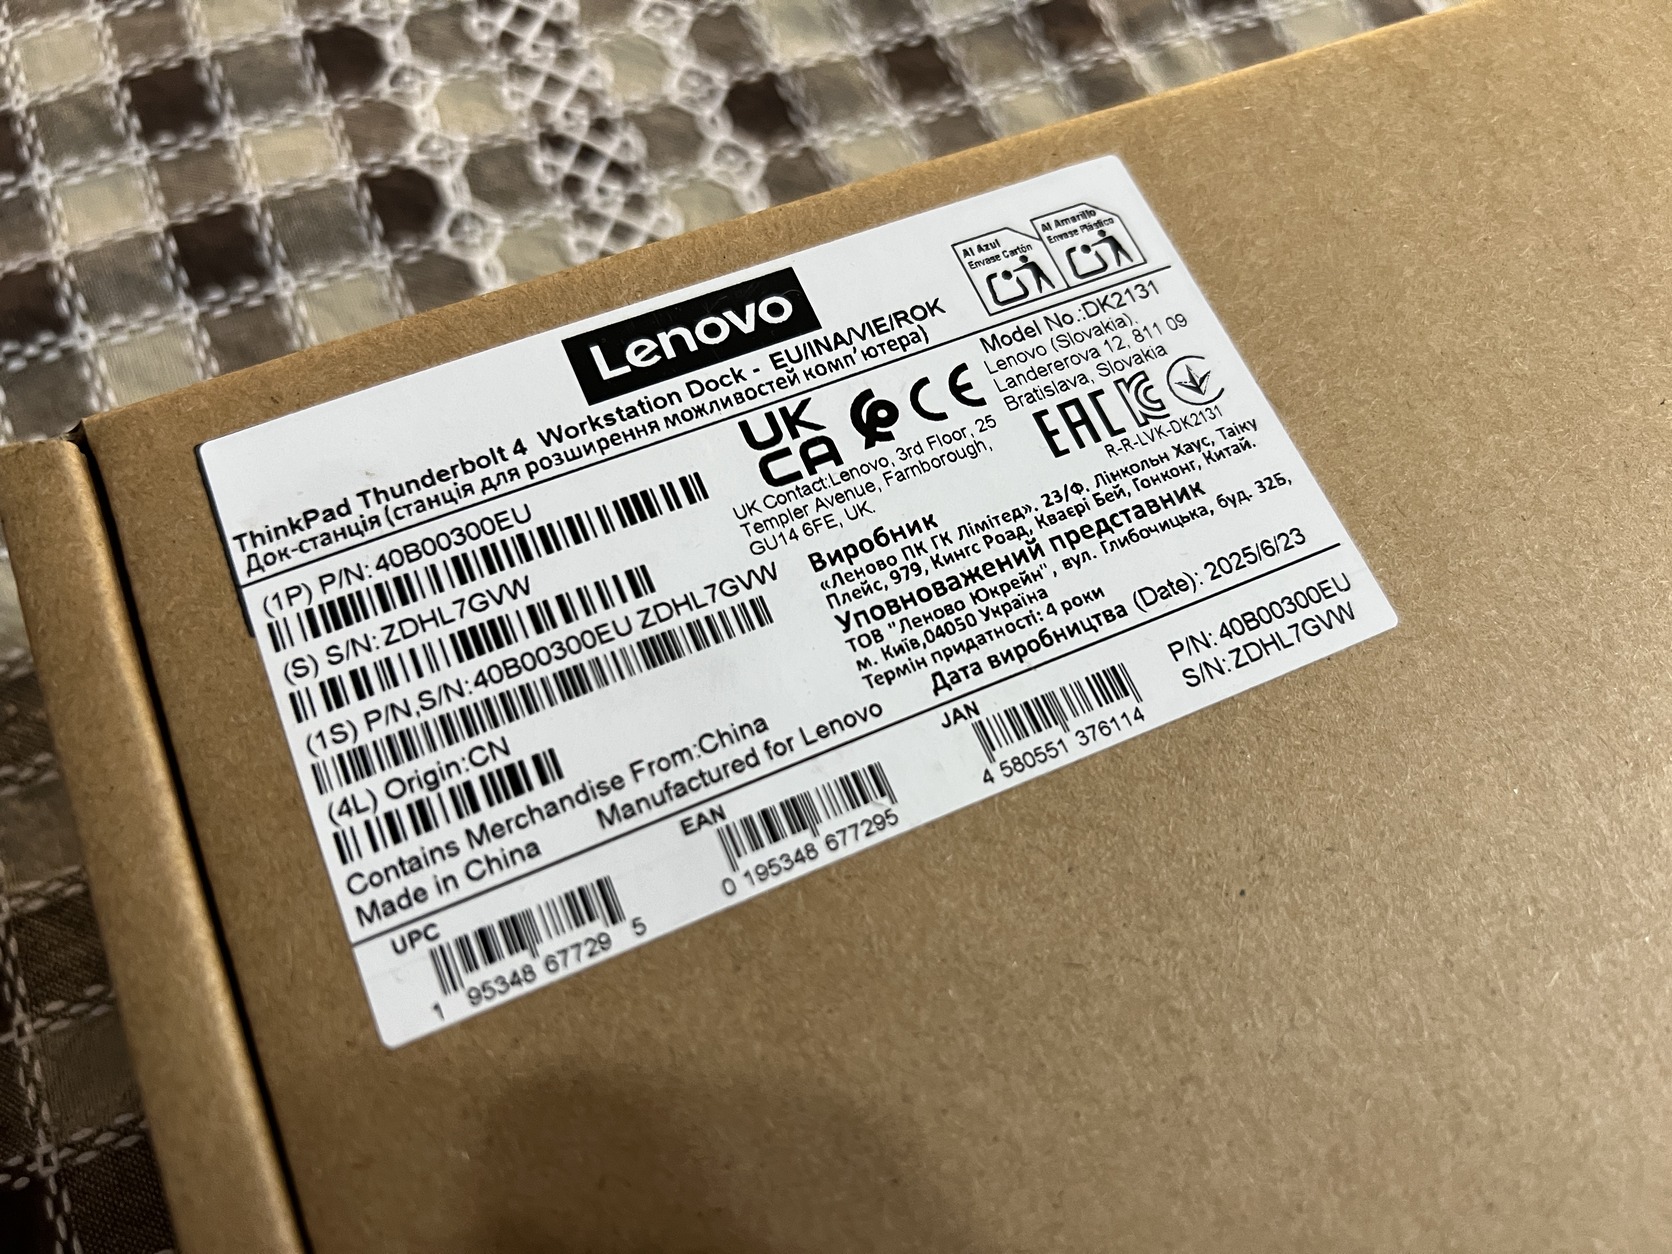 Al Azul
Envase Cartón
Al Amarillo
Envase Plástico
Lenovo
ThinkPad Thunderbolt 4 Workstation Dock - EU/INA/VIE/ROK
Док-станція (станція для розширення можливостей комп'ютера)
(1P) P/N:40B00300EU
(S) S/N:ZDHL7GVW
(1S) P/N,S/N:40B00300EU ZDHL7GVW
(4L) Origin:CN
Contains Merchandise From:China
Made in China
Manufactured for Lenovo
UK
CA
CE
UK Contact:Lenovo, 3rd Floor, 25
Templer Avenue, Farnborough,
GU14 6FE, UK.
Model No.:DK2131
Lenovo (Slovakia).
Landererova 12, 811 09
Bratislava, Slovakia
EAC
R-R-LVK-DK2131
Виробник
«Леново ПК ГК Лімітед», 23/Ф. Лінкольн Хаус, Таіку
Плейс, 979, Кингс Роад, Кваєрі Бей, Гонконг, Китай.
Уповноважений представник
ТОВ "Леново Юкрейн", вул. Глибочицька, буд. 32Б,
м. Київ,04050 Україна
Термін придатності: 4 роки
Дата виробництва (Date): 2025/6/23
UPC
1 95348 67729 5
EAN
0 195348 677295
JAN
4 580551 376114
P/N: 40B00300EU
S/N:ZDHL7GVW